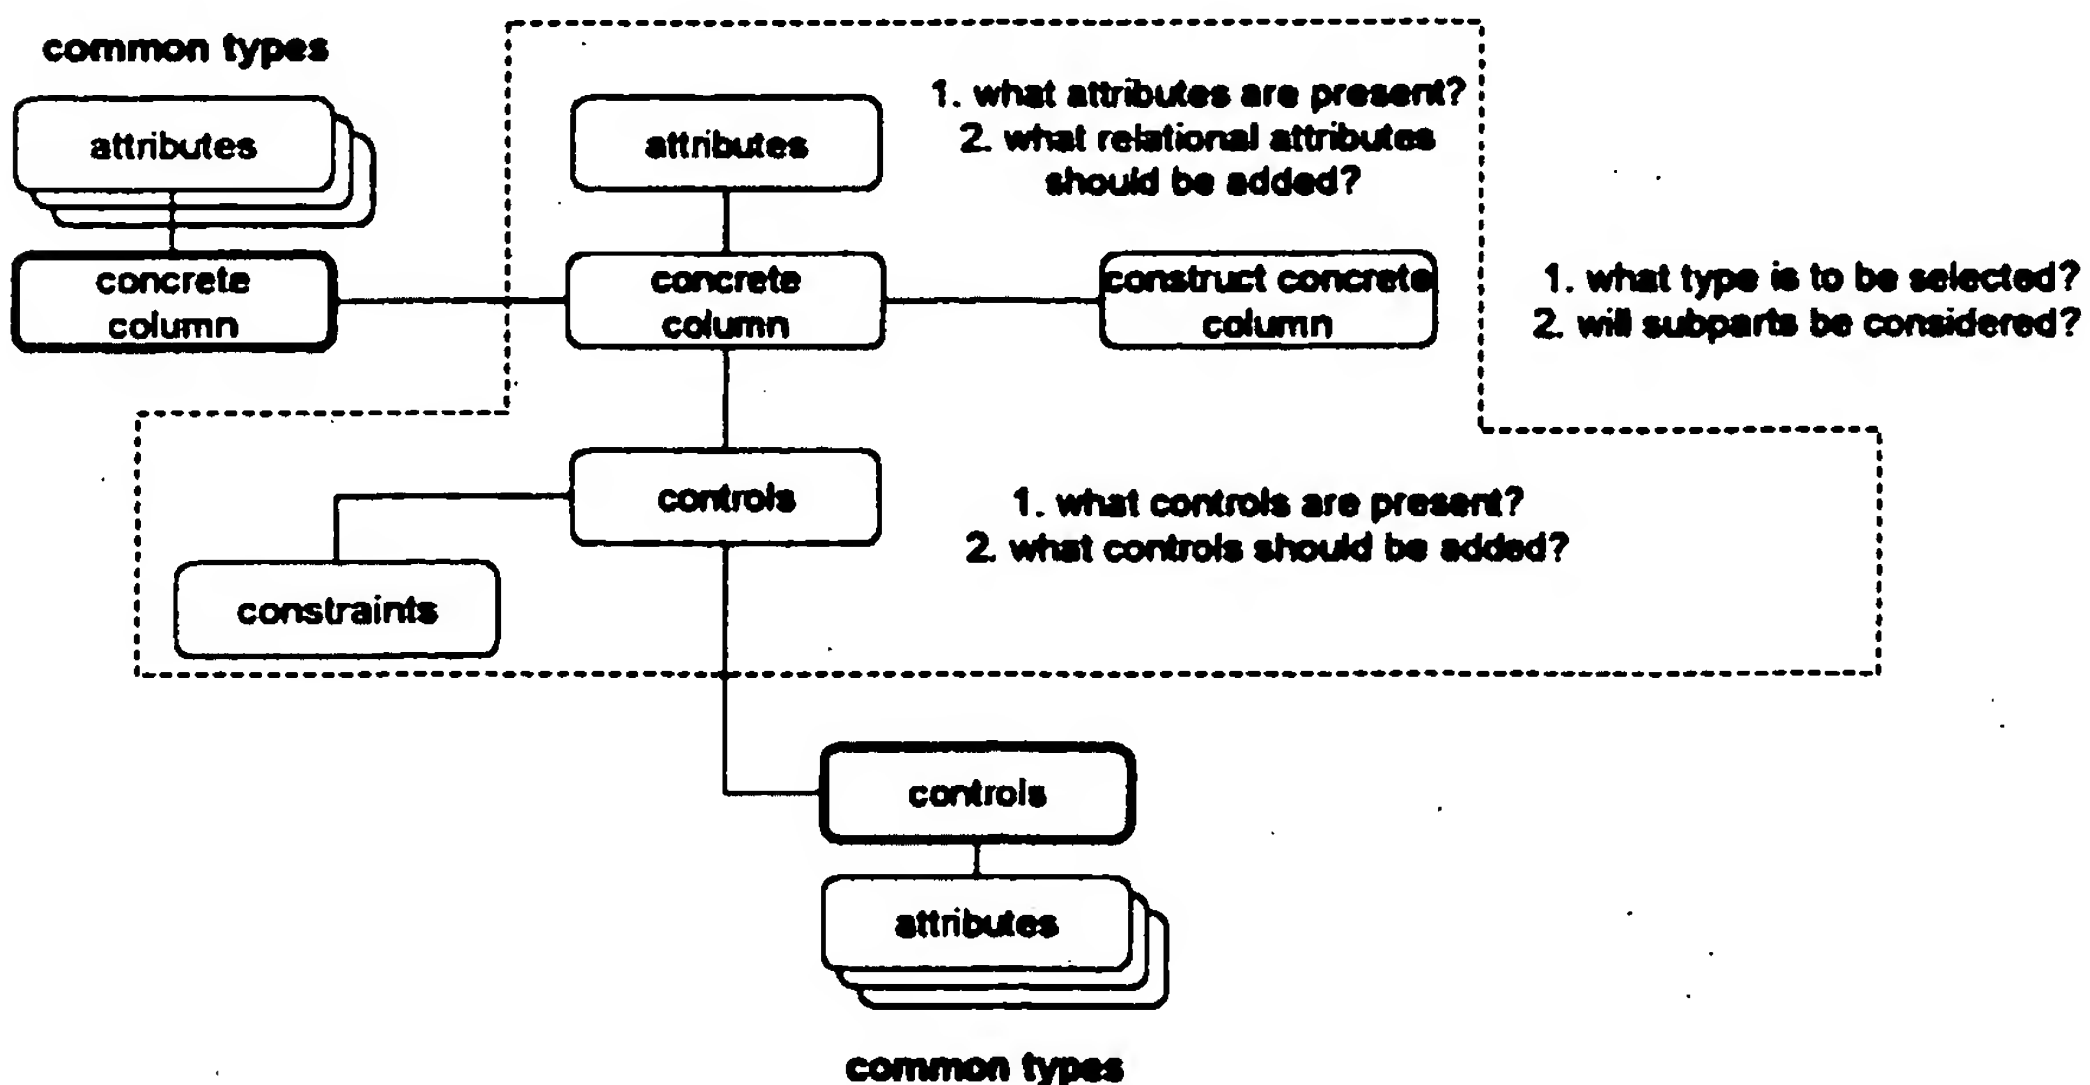 common types
attributes
concrete
column
attributes
1. what attributes are present?
2. what relational attributes
should be added?
concrete
column
construct concrete
column
1. what type is to be selected?
2. will subparts be considered?
controls
1. what controls are present?
2. what controls should be added?
constraints
controls
attributes
common types